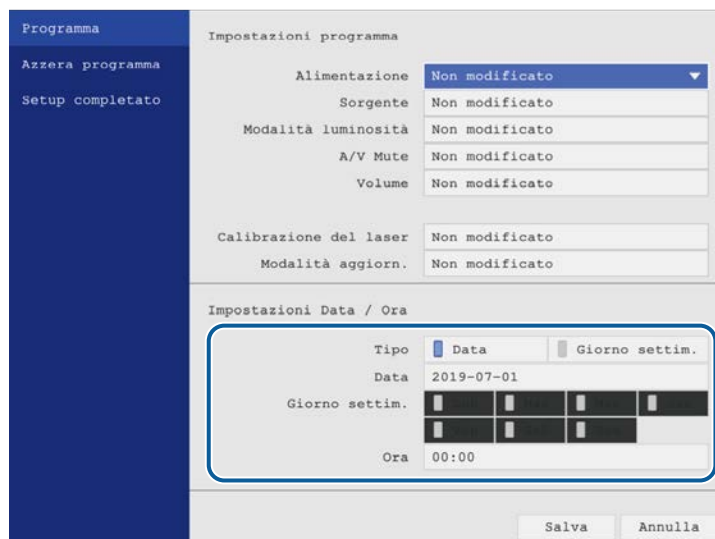 Programma
Azzera programma
Setup completato
Impostazioni programma
Alimentazione Non modificato
Sorgente Non modificato
Modalità luminosità Non modificato
A/V Mute Non modificato
Volume Non modificato
Calibrazione del laser Non modificato
Modalità aggiorn. Non modificato
Impostazioni Data / Ora
Tipo Data Giorno settim.
Data 2019-07-01
Giorno settim.
Ora 00:00
Salva Annulla